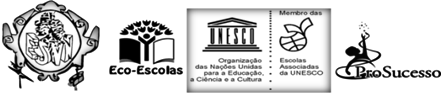 Eco-Escolas
UNESCO
Organização
das Nações Unidas
para a Educação,
a Ciência e a Cultura
Membro das
Escolas
Associadas
da UNESCO
ProSucesso